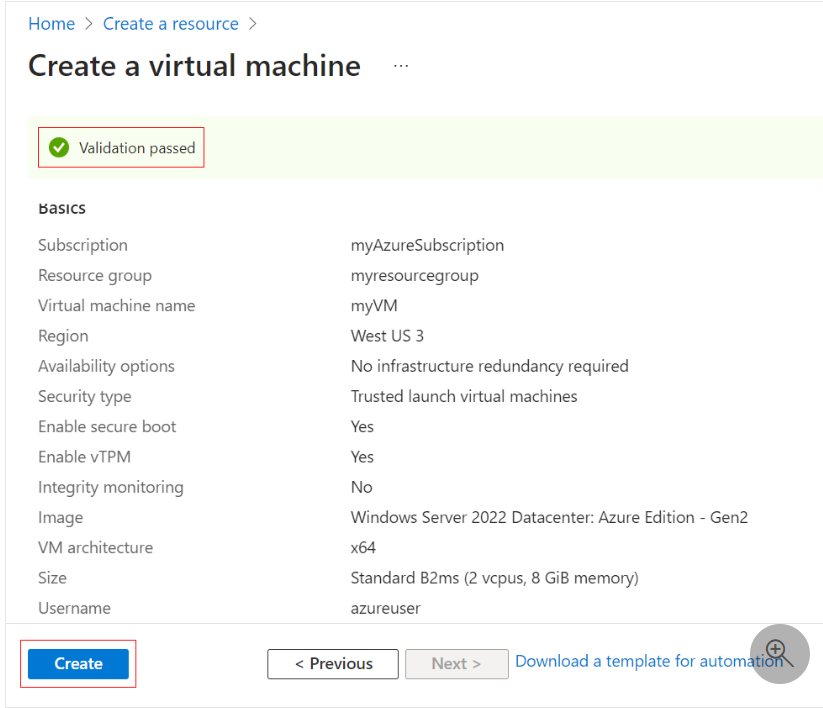 Home > Create a resource >
Create a virtual machine ...
Validation passed
Basics
Subscription myAzureSubscription
Resource group myresourcegroup
Virtual machine name myVM
Region West US 3
Availability options No infrastructure redundancy required
Security type Trusted launch virtual machines
Enable secure boot Yes
Enable vTPM Yes
Integrity monitoring No
Image Windows Server 2022 Datacenter: Azure Edition - Gen2
VM architecture x64
Size Standard B2ms (2 vcpus, 8 GiB memory)
Username azureuser
Create < Previous Next > Download a template for automation